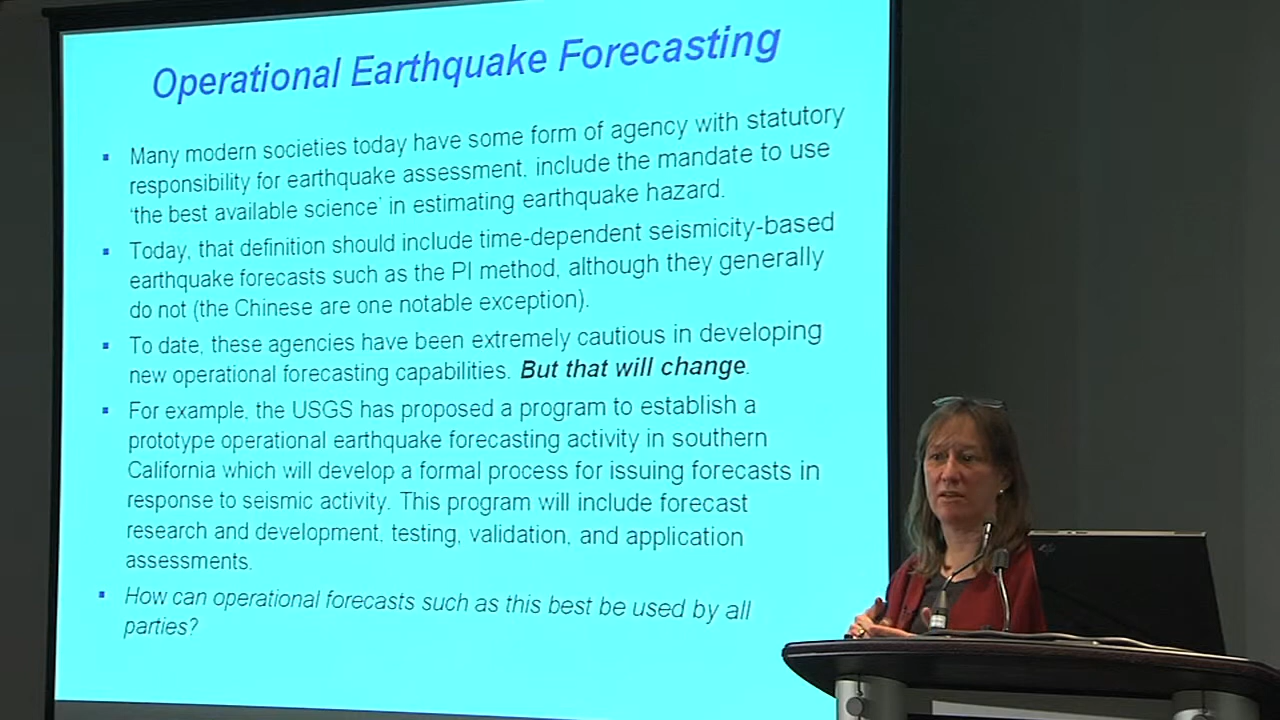 Operational Earthquake Forecasting
▪ Many modern societies today have some form of agency with statutory
responsibility for earthquake assessment, include the mandate to use
‘the best available science’ in estimating earthquake hazard.
▪ Today, that definition should include time-dependent seismicity-based
earthquake forecasts such as the PI method, although they generally
do not (the Chinese are one notable exception).
▪ To date, these agencies have been extremely cautious in developing
new operational forecasting capabilities. But that will change.
▪ For example, the USGS has proposed a program to establish a
prototype operational earthquake forecasting activity in southern
California which will develop a formal process for issuing forecasts in
response to seismic activity. This program will include forecast
research and development, testing, validation, and application
assessments.
▪ How can operational forecasts such as this best be used by all
parties?